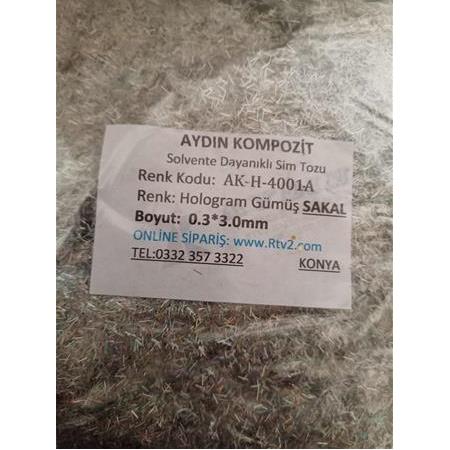 AYDIN KOMPOZİT
Solvente Dayanıklı Sim Tozu
Renk Kodu: AK-H-4001A
Renk: Hologram Gümüş SAKAL
Boyut: 0.3*3.0mm
ONLİNE SİPARİŞ: www.Rtv2.com
TEL:0332 357 3322 KONYA